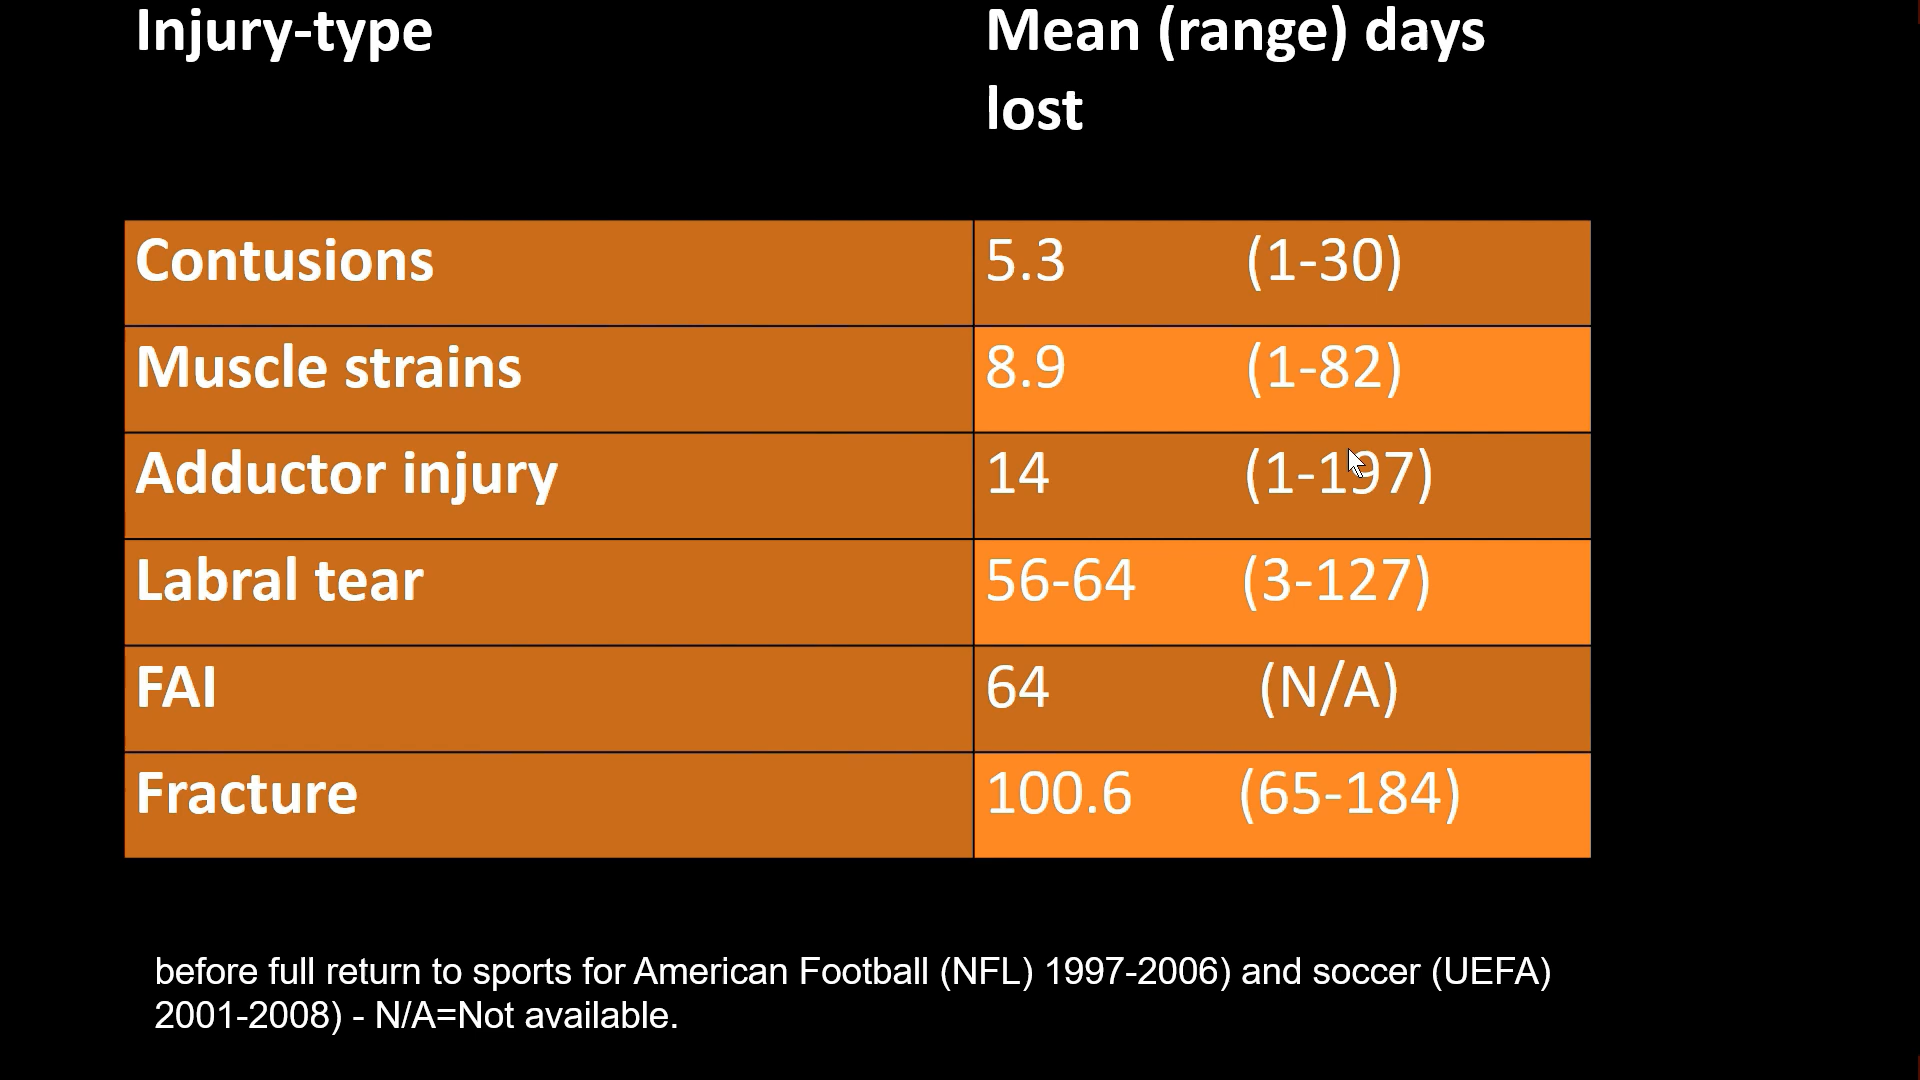 Injury-type Mean (range) days
lost
Contusions 5.3 (1-30)
Muscle strains 8.9 (1-82)
Adductor injury 14 (1-197)
Labral tear 56-64 (3-127)
FAI 64 (N/A)
Fracture 100.6 (65-184)
before full return to sports for American Football (NFL) 1997-2006) and soccer (UEFA)
2001-2008) - N/A=Not available.